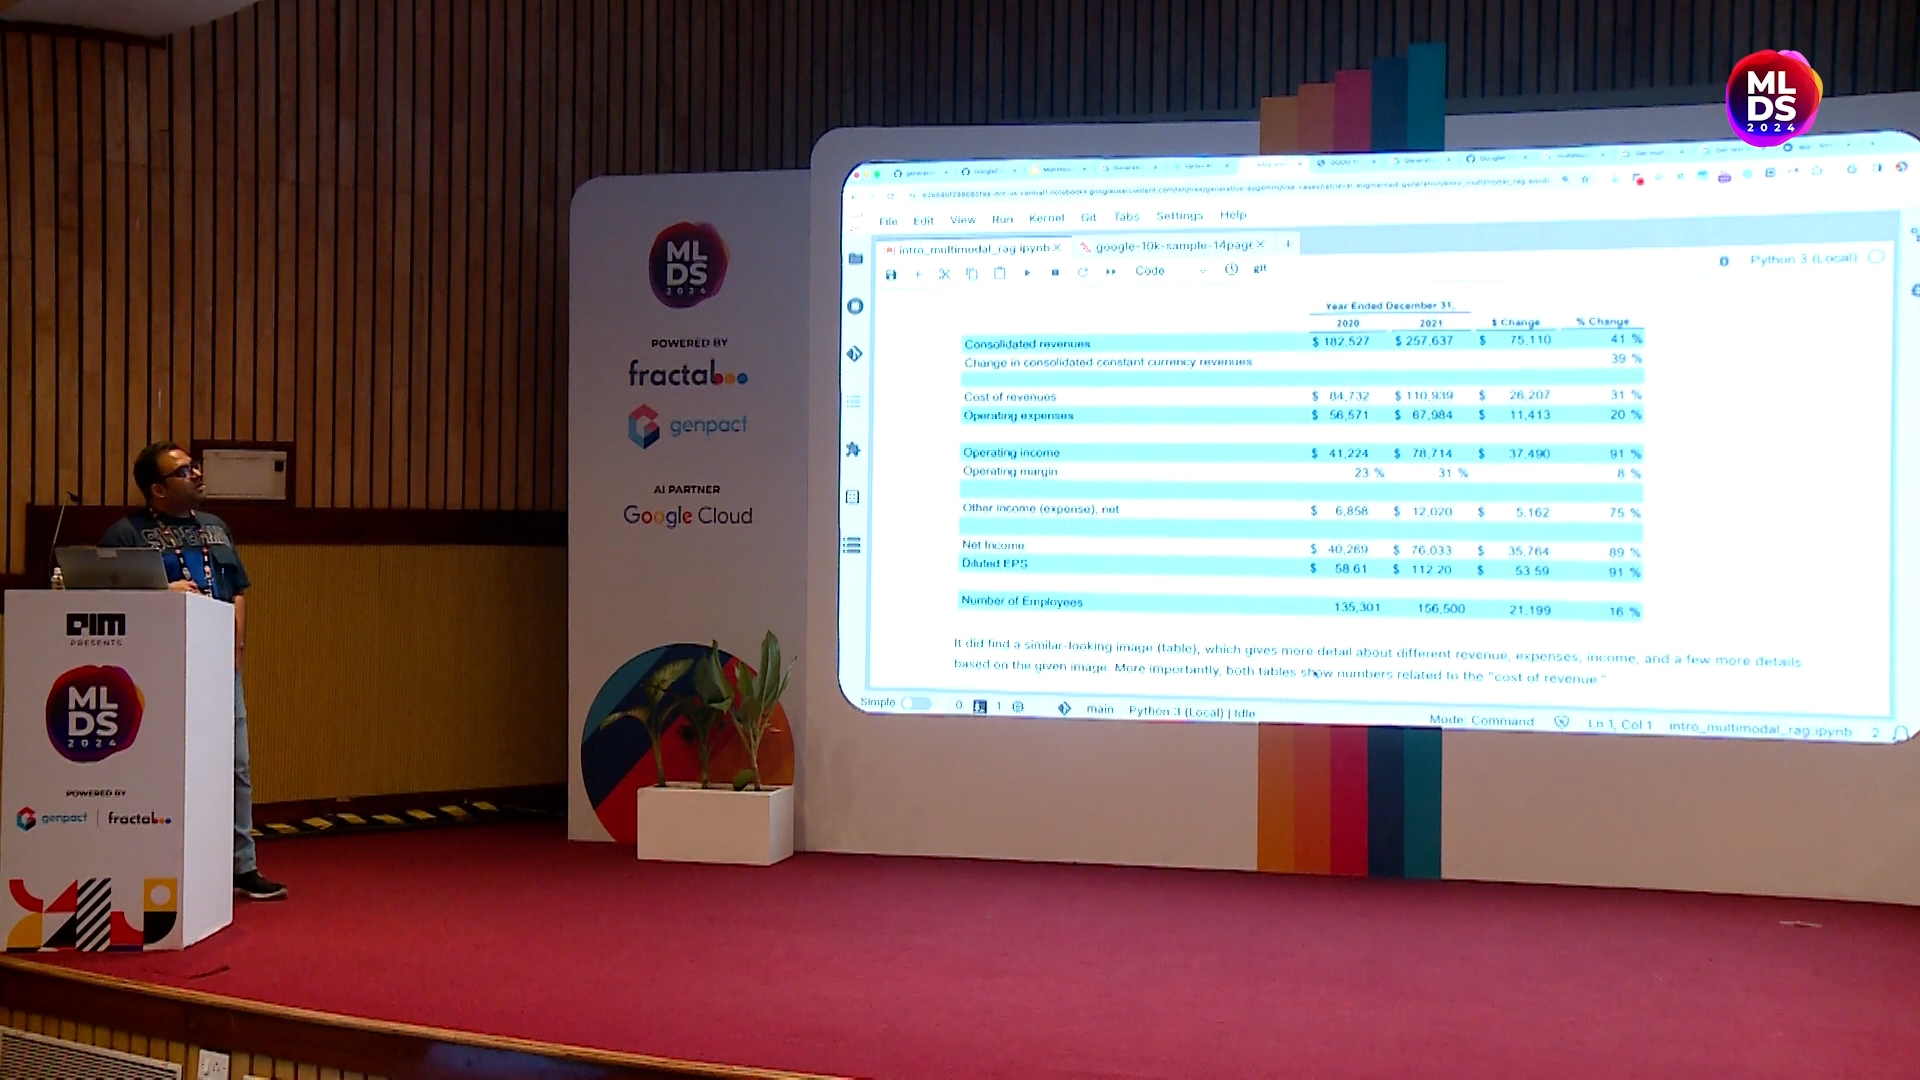 ML
DS
2024
ML
DS
2024
POWERED BY
fractal
genpact
AI PARTNER
Google Cloud
AIM
PRESENTS
ML
DS
2024
POWERED BY
genpact | fractal
File Edit View Run Kernel Git Tabs Settings Help
intro_multimodal_rag.ipynb
google-10k-sample-14page
Code
git
Python 3 (Local)
Year Ended December 31,
2020 2021 $ Change % Change
Consolidated revenues $ 182,527 $ 257,637 $ 75,110 41 %
Change in consolidated constant currency revenues 39 %
Cost of revenues $ 84,732 $ 110,939 $ 26,207 31 %
Operating expenses $ 56,571 $ 67,984 $ 11,413 20 %
Operating income $ 41,224 $ 78,714 $ 37,490 91 %
Operating margin 23 % 31 % 8 %
Other income (expense), net $ 6,858 $ 12,020 $ 5,162 75 %
Net Income $ 40,269 $ 76,033 $ 35,764 89 %
Diluted EPS $ 58.61 $ 112.20 $ 53.59 91 %
Number of Employees 135,301 156,500 21,199 16 %
It did find a similar-looking image (table), which gives more detail about different revenue, expenses, income, and a few more details
based on the given image. More importantly, both tables show numbers related to the "cost of revenue."
Simple 0 1 main Python 3 (Local) | Idle Mode: Command Ln 1, Col 1 intro_multimodal_rag.ipynb 2